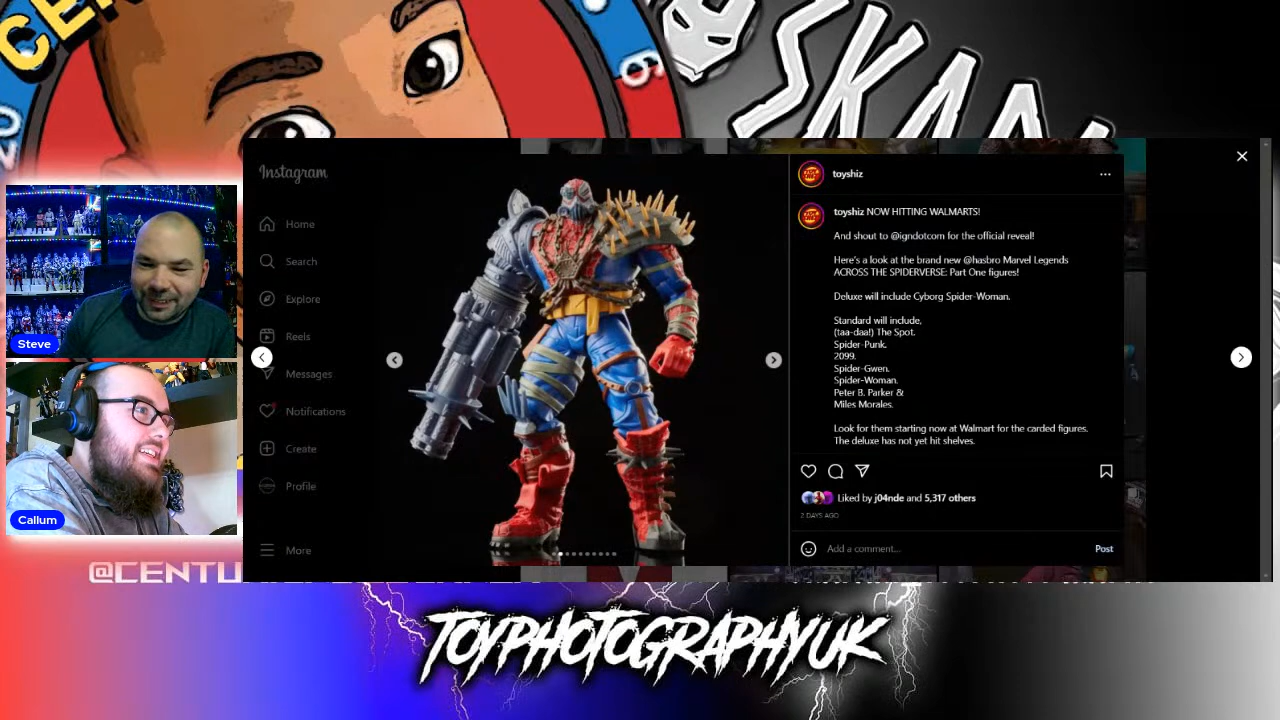 CEN
SKAN
Instagram
Home
Search
Explore
Reels
Messages
Notifications
Create
Profile
More
toyshiz
toyshiz NOW HITTING WALMARTS!
And shout to @igndotcom for the official reveal!
Here's a look at the brand new @hasbro Marvel Legends
ACROSS THE SPIDERVERSE: Part One figures!
Deluxe will include Cyborg Spider-Woman.
Standard will include,
(taa-daa!) The Spot.
Spider-Punk.
2099.
Spider-Gwen.
Spider-Woman.
Peter B. Parker &
Miles Morales.
Look for them starting now at Walmart for the carded figures.
The deluxe has not yet hit shelves.
Liked by j04nde and 5,317 others
2 DAYS AGO
Add a comment...
Post
Steve
Callum
@CENTU
TOYPHOTOGRAPHYUK